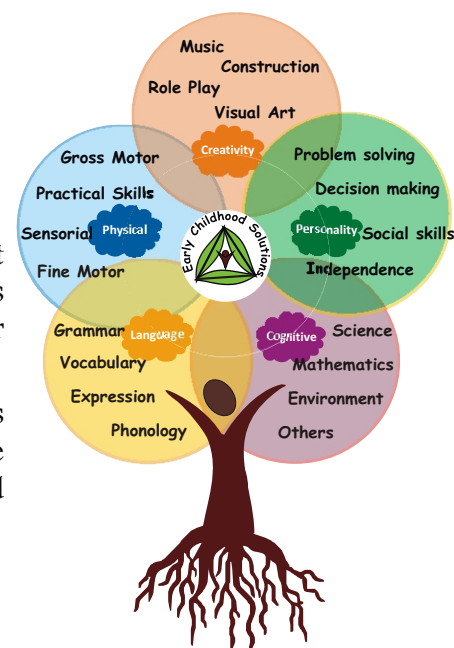 Music
Construction
Role Play
Visual Art
Creativity
Gross Motor
Practical Skills
Sensorial
Physical
Fine Motor
Problem solving
Decision making
Personality
Social skills
Independence
Early Childhood Solutions
Grammar
Language
Vocabulary
Expression
Phonology
Cognitive
Science
Mathematics
Environment
Others
t
s
r
s
e
d